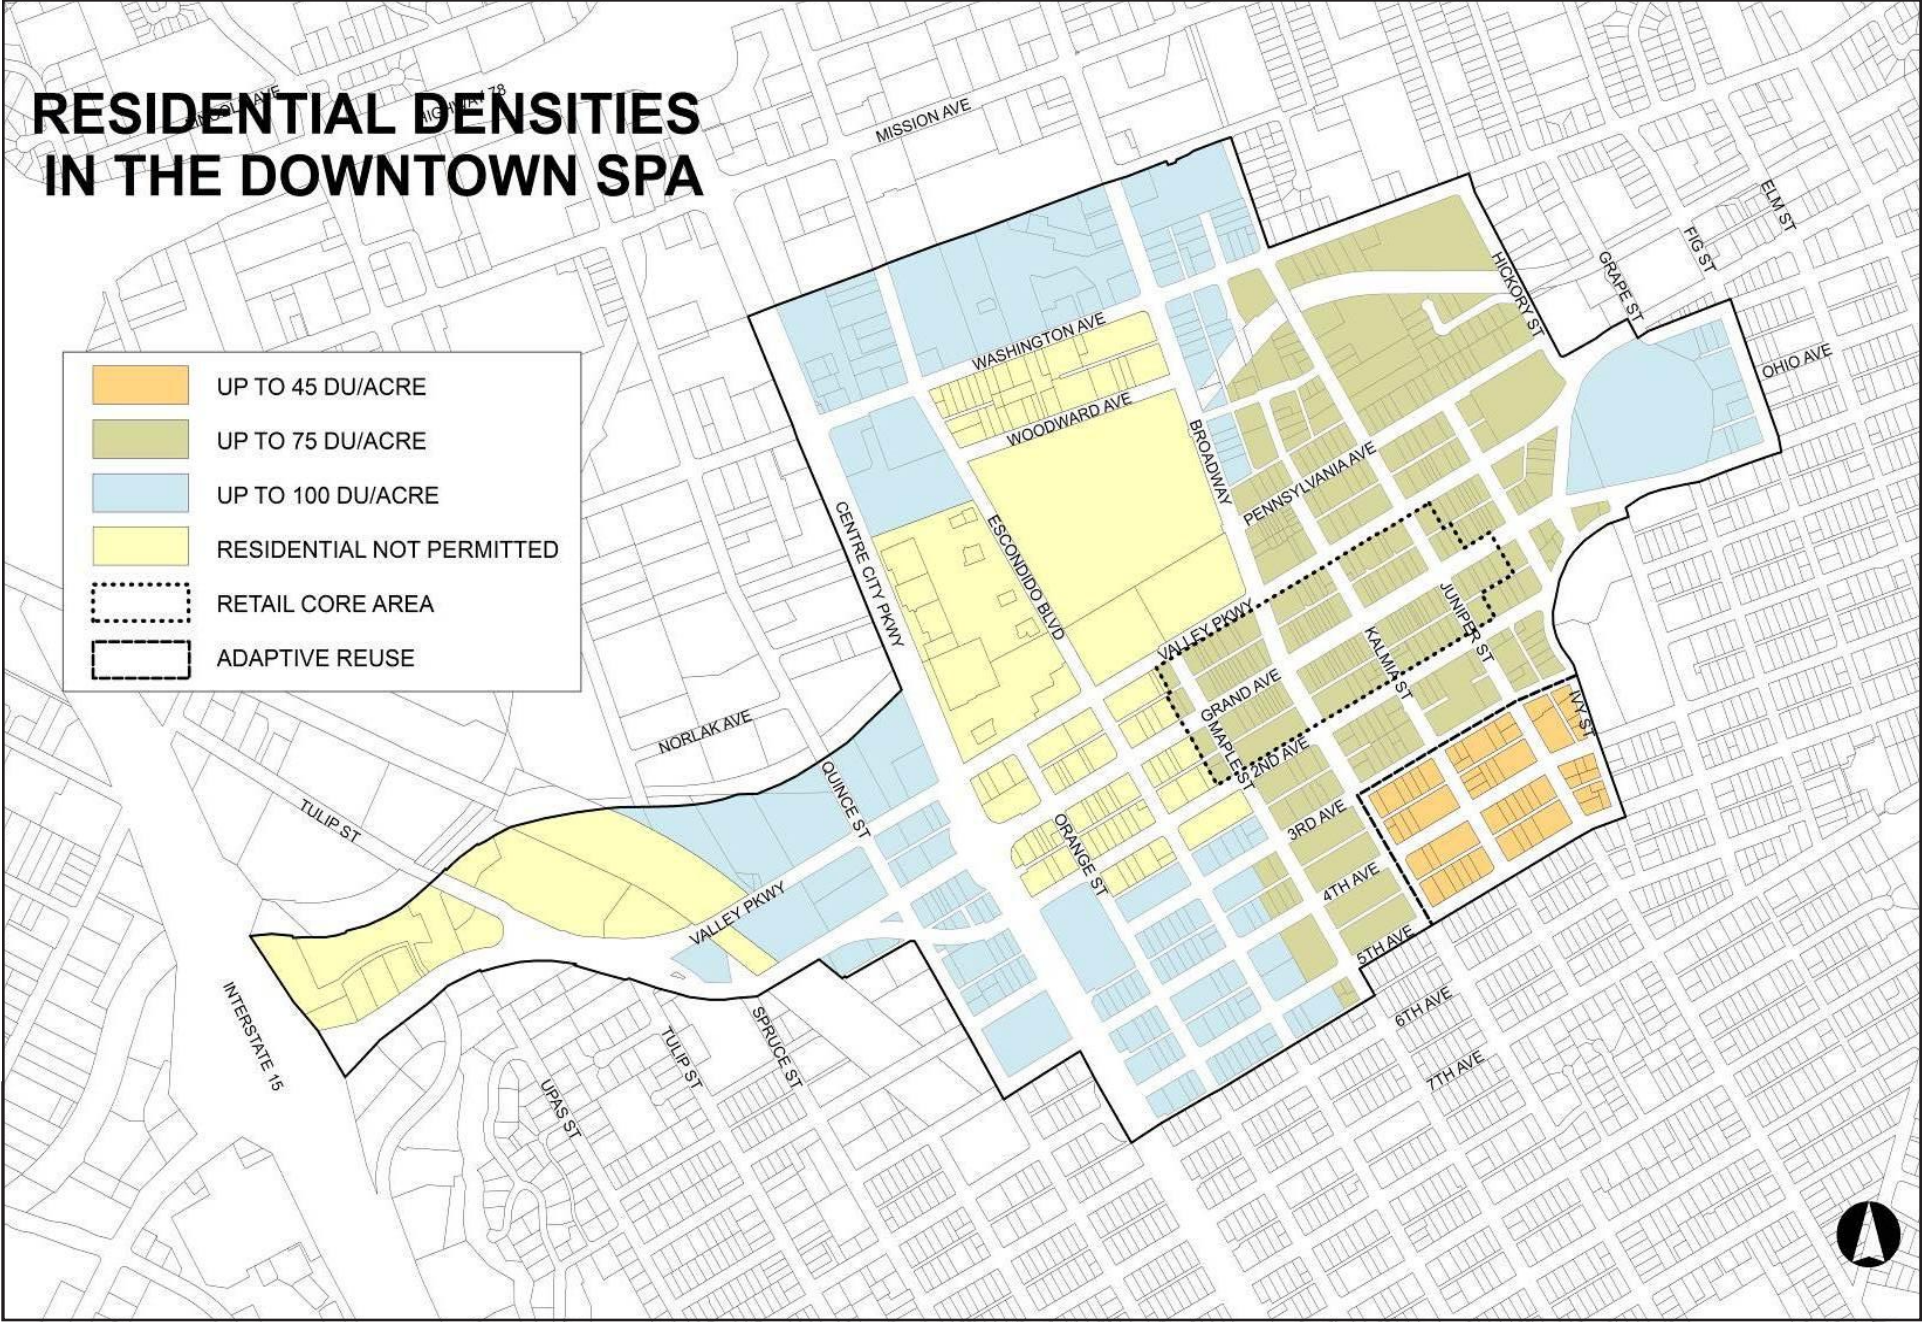 RESIDENTIAL DENSITIES
IN THE DOWNTOWN SPA
LINCOLN AVE
HIGHWAY 78
MISSION AVE
ELM ST
FIG ST
GRAPE ST
HICKORY ST
OHIO AVE
WASHINGTON AVE
WOODWARD AVE
BROADWAY
PENNSYLVANIA AVE
CENTRE CITY PKWY
ESCONDIDO BLVD
UP TO 45 DU/ACRE
UP TO 75 DU/ACRE
UP TO 100 DU/ACRE
RESIDENTIAL NOT PERMITTED
RETAIL CORE AREA
ADAPTIVE REUSE
VALLEY PKWY
JUNIPER ST
KALMIA ST
GRAND AVE
MAPLE ST
2ND AVE
IVY ST
NORLAK AVE
QUINCE ST
TULIP ST
ORANGE ST
3RD AVE
4TH AVE
5TH AVE
VALLEY PKWY
INTERSTATE 15
6TH AVE
7TH AVE
SPRUCE ST
TULIP ST
UPAS ST